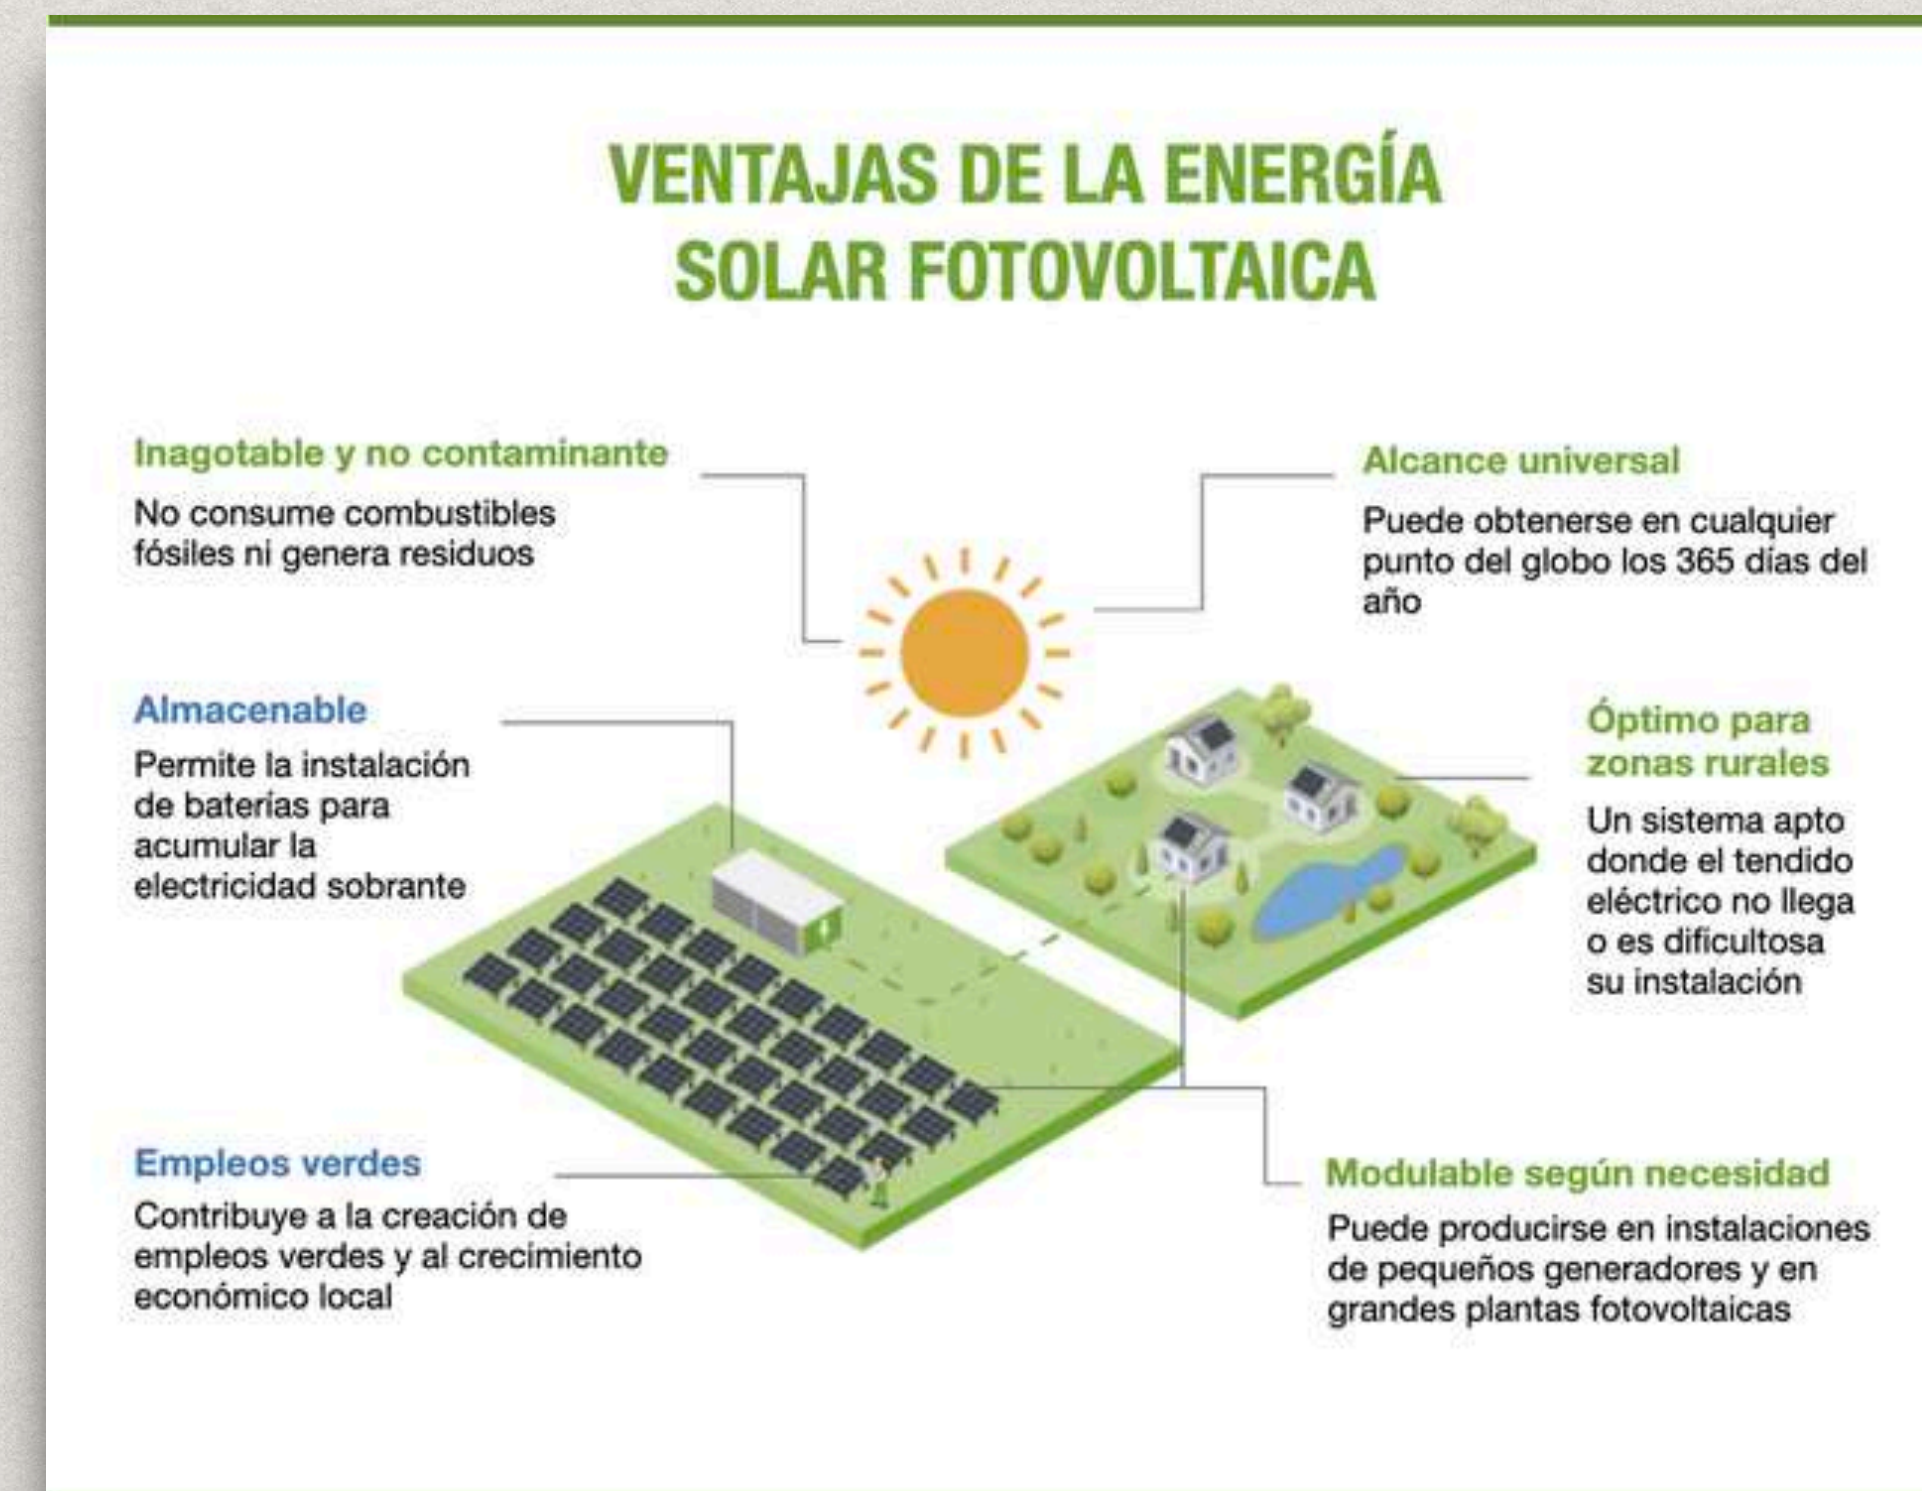 VENTAJAS DE LA ENERGÍA
SOLAR FOTOVOLTAICA
Inagotable y no contaminante
No consume combustibles
fósiles ni genera residuos
Alcance universal
Puede obtenerse en cualquier
punto del globo los 365 días del
año
Almacenable
Permite la instalación
de baterías para
acumular la
electricidad sobrante
Óptimo para
zonas rurales
Un sistema apto
donde el tendido
eléctrico no llega
o es dificultosa
su instalación
Empleos verdes
Contribuye a la creación de
empleos verdes y al crecimiento
económico local
Modulable según necesidad
Puede producirse en instalaciones
de pequeños generadores y en
grandes plantas fotovoltaicas